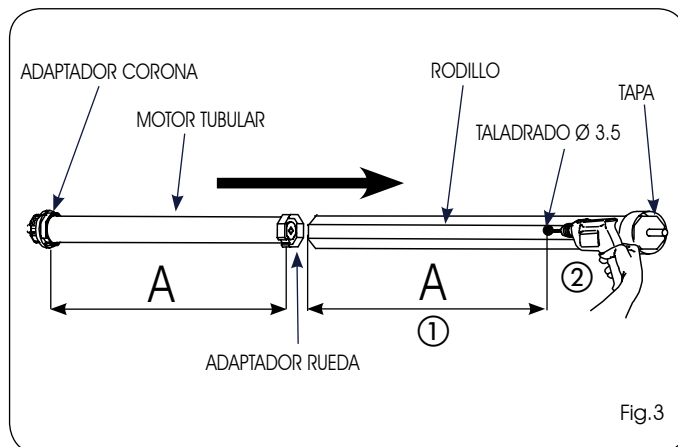 ADAPTADOR CORONA
RODILLO
TAPA
MOTOR TUBULAR
TALADRADO Ø 3.5
A
A
②
①
ADAPTADOR RUEDA
Fig.3